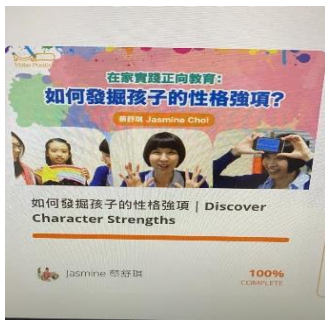 在家實踐正向教育：
如何發掘孩子的性格強項？
蔡舒琪 Jasmine Choi
如何發掘孩子的性格強項 | Discover
Character Strengths
Jasmine 蔡舒琪
100%
COMPLETE